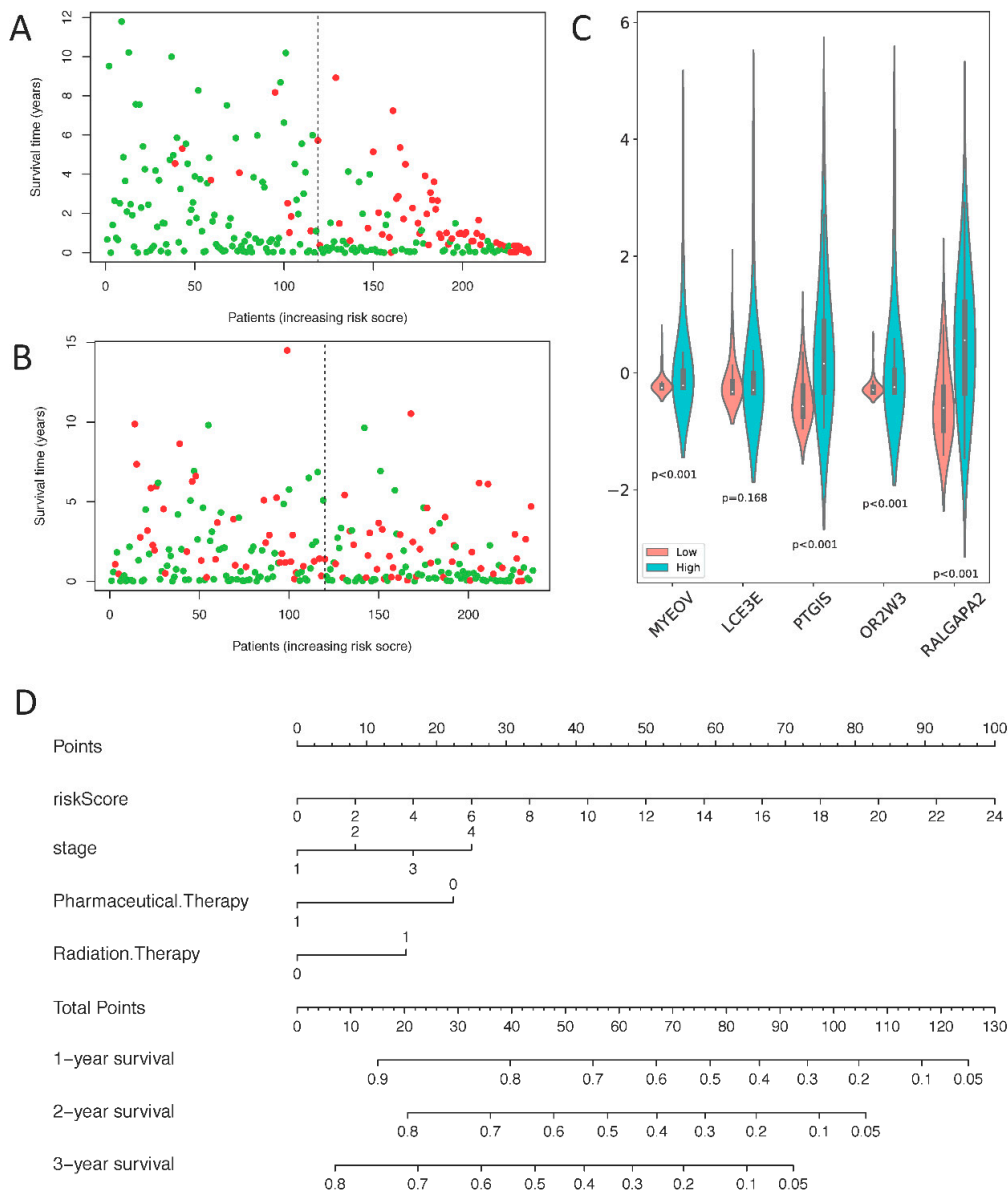 A
12
10
8
6
4
2
0
Survival time (years)
0 50 100 150 200
Patients (increasing risk socre)
B
15
10
5
0
Survival time (years)
0 50 100 150 200
Patients (increasing risk socre)
C
6
4
2
0
−2
p<0.001
p=0.168
p<0.001
p<0.001
p<0.001
Low
High
MYEOV LCE3E PTGIS OR2W3 RALGAPA2
D
Points
0 10 20 30 40 50 60 70 80 90 100
riskScore
0 2 4 6 8 10 12 14 16 18 20 22 24
stage
2 4
1 3
Pharmaceutical.Therapy
0
1
Radiation.Therapy
1
0
Total Points
0 10 20 30 40 50 60 70 80 90 100 110 120 130
1−year survival
0.9 0.8 0.7 0.6 0.5 0.4 0.3 0.2 0.1 0.05
2−year survival
0.8 0.7 0.6 0.5 0.4 0.3 0.2 0.1 0.05
3−year survival
0.8 0.7 0.6 0.5 0.4 0.3 0.2 0.1 0.05